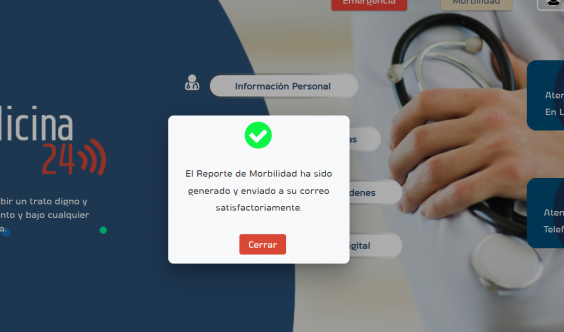 Emergencia
Morbilidad
Información Personal
licina
24
El Reporte de Morbilidad ha sido
generado y enviado a su correo
satisfactoriamente.
Cerrar
bir un trato digno y
nto y bajo cualquier
a.
as
denes
gital
Aten
En L
Aten
Telef